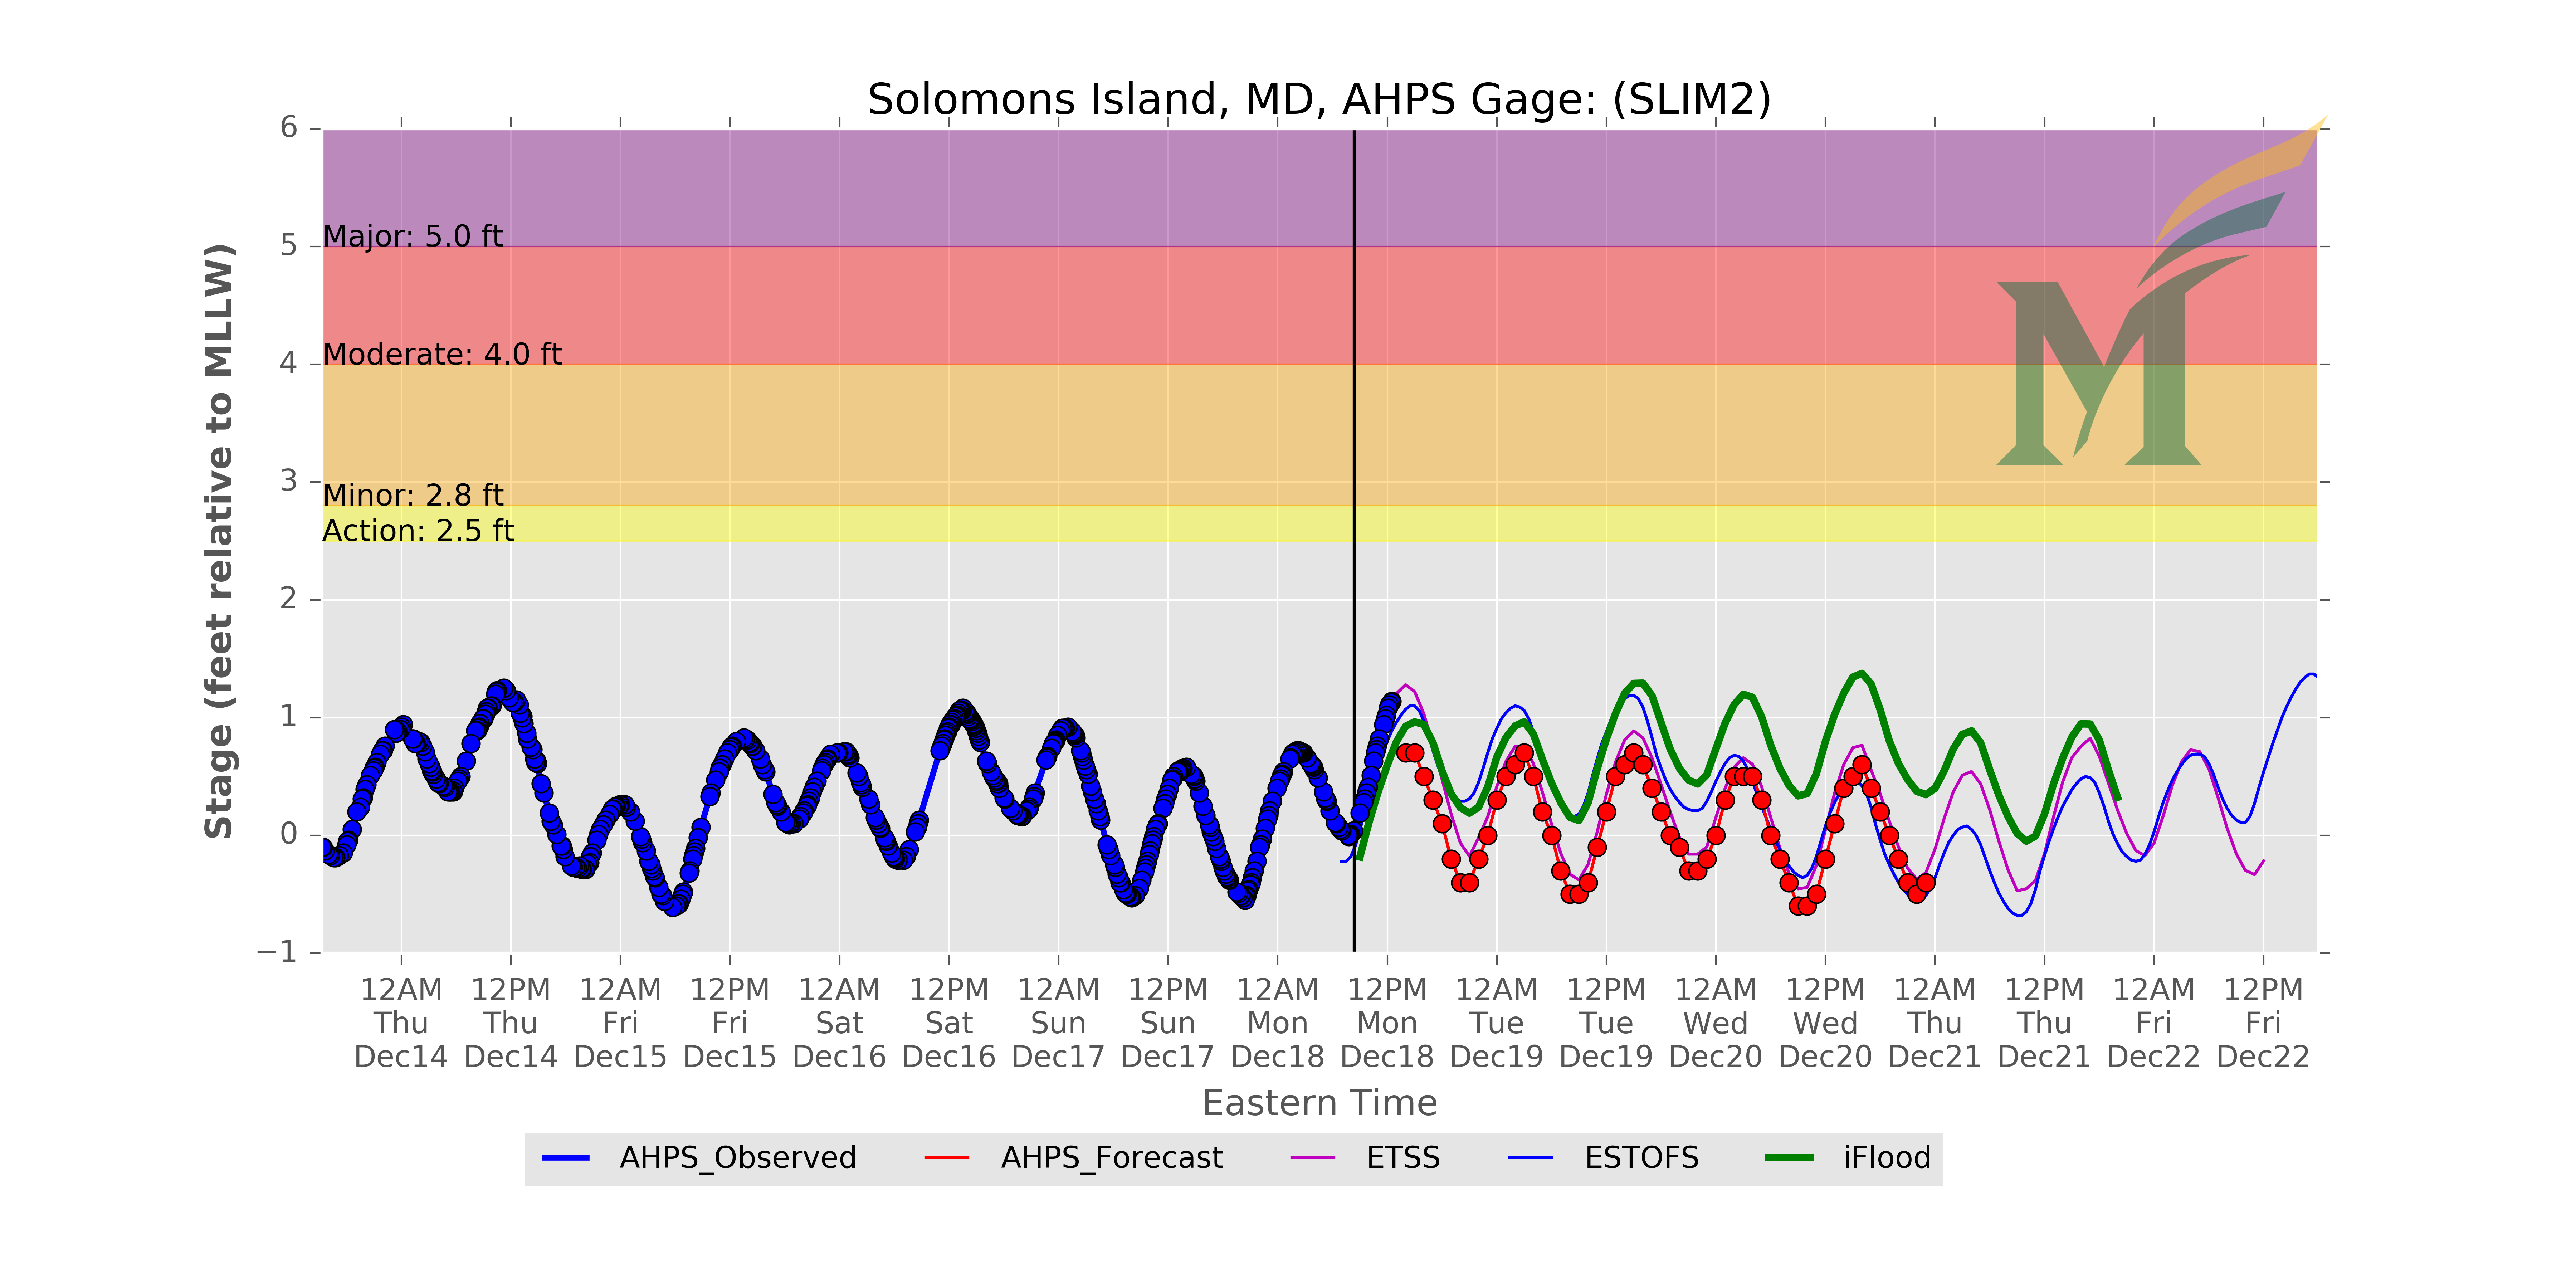 Solomons Island, MD, AHPS Gage: (SLIM2)
Stage (feet relative to MLLW)
6
5
4
3
2
1
0
−1
Major: 5.0 ft
Moderate: 4.0 ft
Minor: 2.8 ft
Action: 2.5 ft
M
12AM 12PM 12AM 12PM 12AM 12PM 12AM 12PM 12AM 12PM 12AM 12PM 12AM 12PM 12AM 12PM 12AM 12PM
Thu Thu Fri Fri Sat Sat Sun Sun Mon Mon Tue Tue Wed Wed Thu Thu Fri Fri
Dec14 Dec14 Dec15 Dec15 Dec16 Dec16 Dec17 Dec17 Dec18 Dec18 Dec19 Dec19 Dec20 Dec20 Dec21 Dec21 Dec22 Dec22
Eastern Time
AHPS_Observed AHPS_Forecast ETSS ESTOFS iFlood